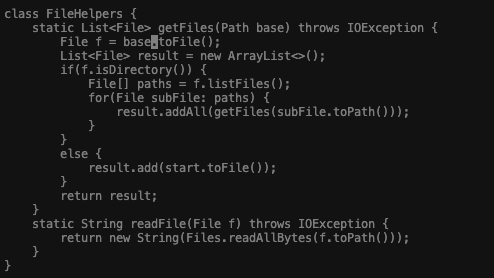 class FileHelpers {
    static List<File> getFiles(Path base) throws IOException {
        File f = base.toFile();
        List<File> result = new ArrayList<>();
        if(f.isDirectory()) {
            File[] paths = f.listFiles();
            for(File subFile: paths) {
                result.addAll(getFiles(subFile.toPath()));
            }
        }
        else {
            result.add(start.toFile());
        }
        return result;
    }
    static String readFile(File f) throws IOException {
        return new String(Files.readAllBytes(f.toPath()));
    }
}